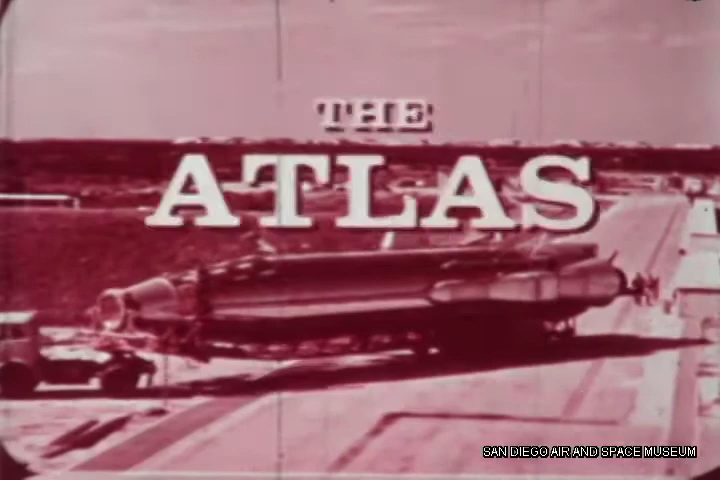 THE
ATLAS
SAN DIEGO AIR AND SPACE MUSEUM